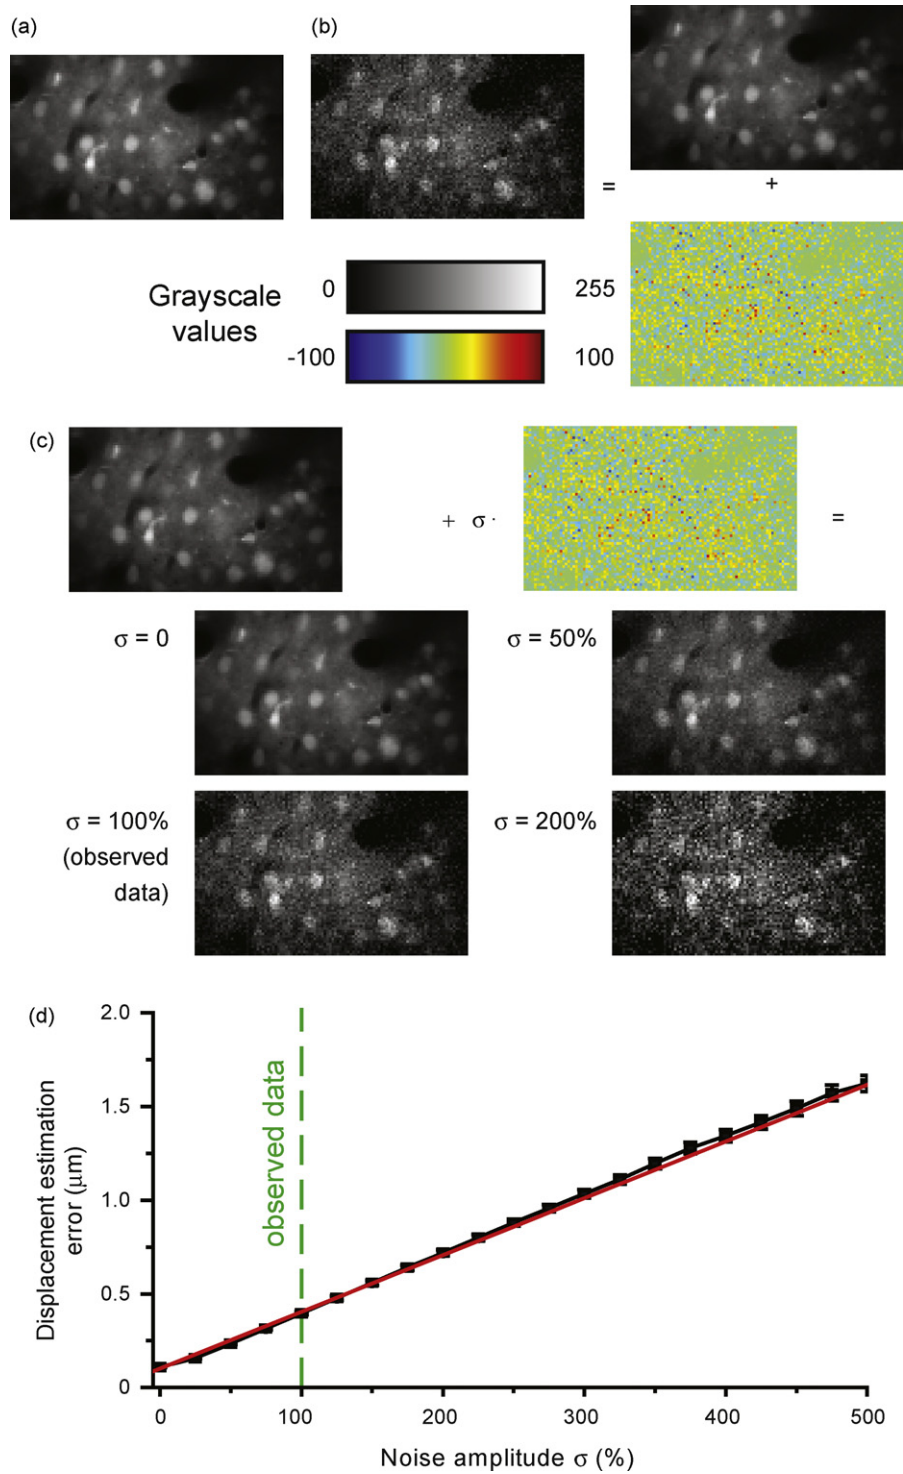 (a)
(b)
=
+
Grayscale
values
0
255
-100
100
(c)
+ σ ·
=
σ = 0
σ = 50%
σ = 100%
(observed
data)
σ = 200%
(d)
Displacement estimation
error (μm)
2.0
1.5
1.0
0.5
0
observed data
0
100
200
300
400
500
Noise amplitude σ (%)